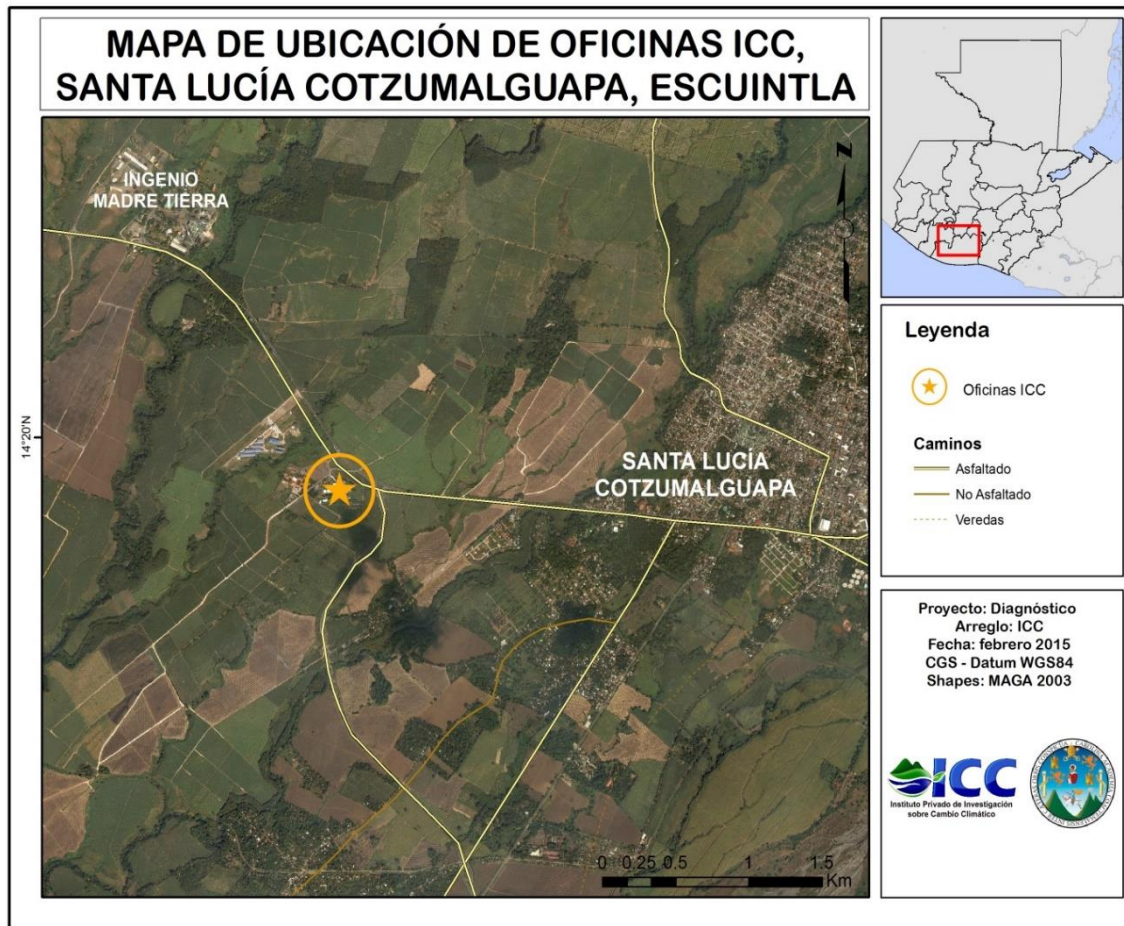 MAPA DE UBICACIÓN DE OFICINAS ICC,
SANTA LUCÍA COTZUMALGUAPA, ESCUINTLA
INGENIO
MADRE TIERRA
N
14°20'N
SANTA LUCÍA
COTZUMALGUAPA
0 0.25 0.5 1 1.5
Km
Leyenda
Oficinas ICC
Caminos
Asfaltado
No Asfaltado
Veredas
Proyecto: Diagnóstico
Arreglo: ICC
Fecha: febrero 2015
CGS - Datum WGS84
Shapes: MAGA 2003
ICC
Instituto Privado de Investigación
sobre Cambio Climático